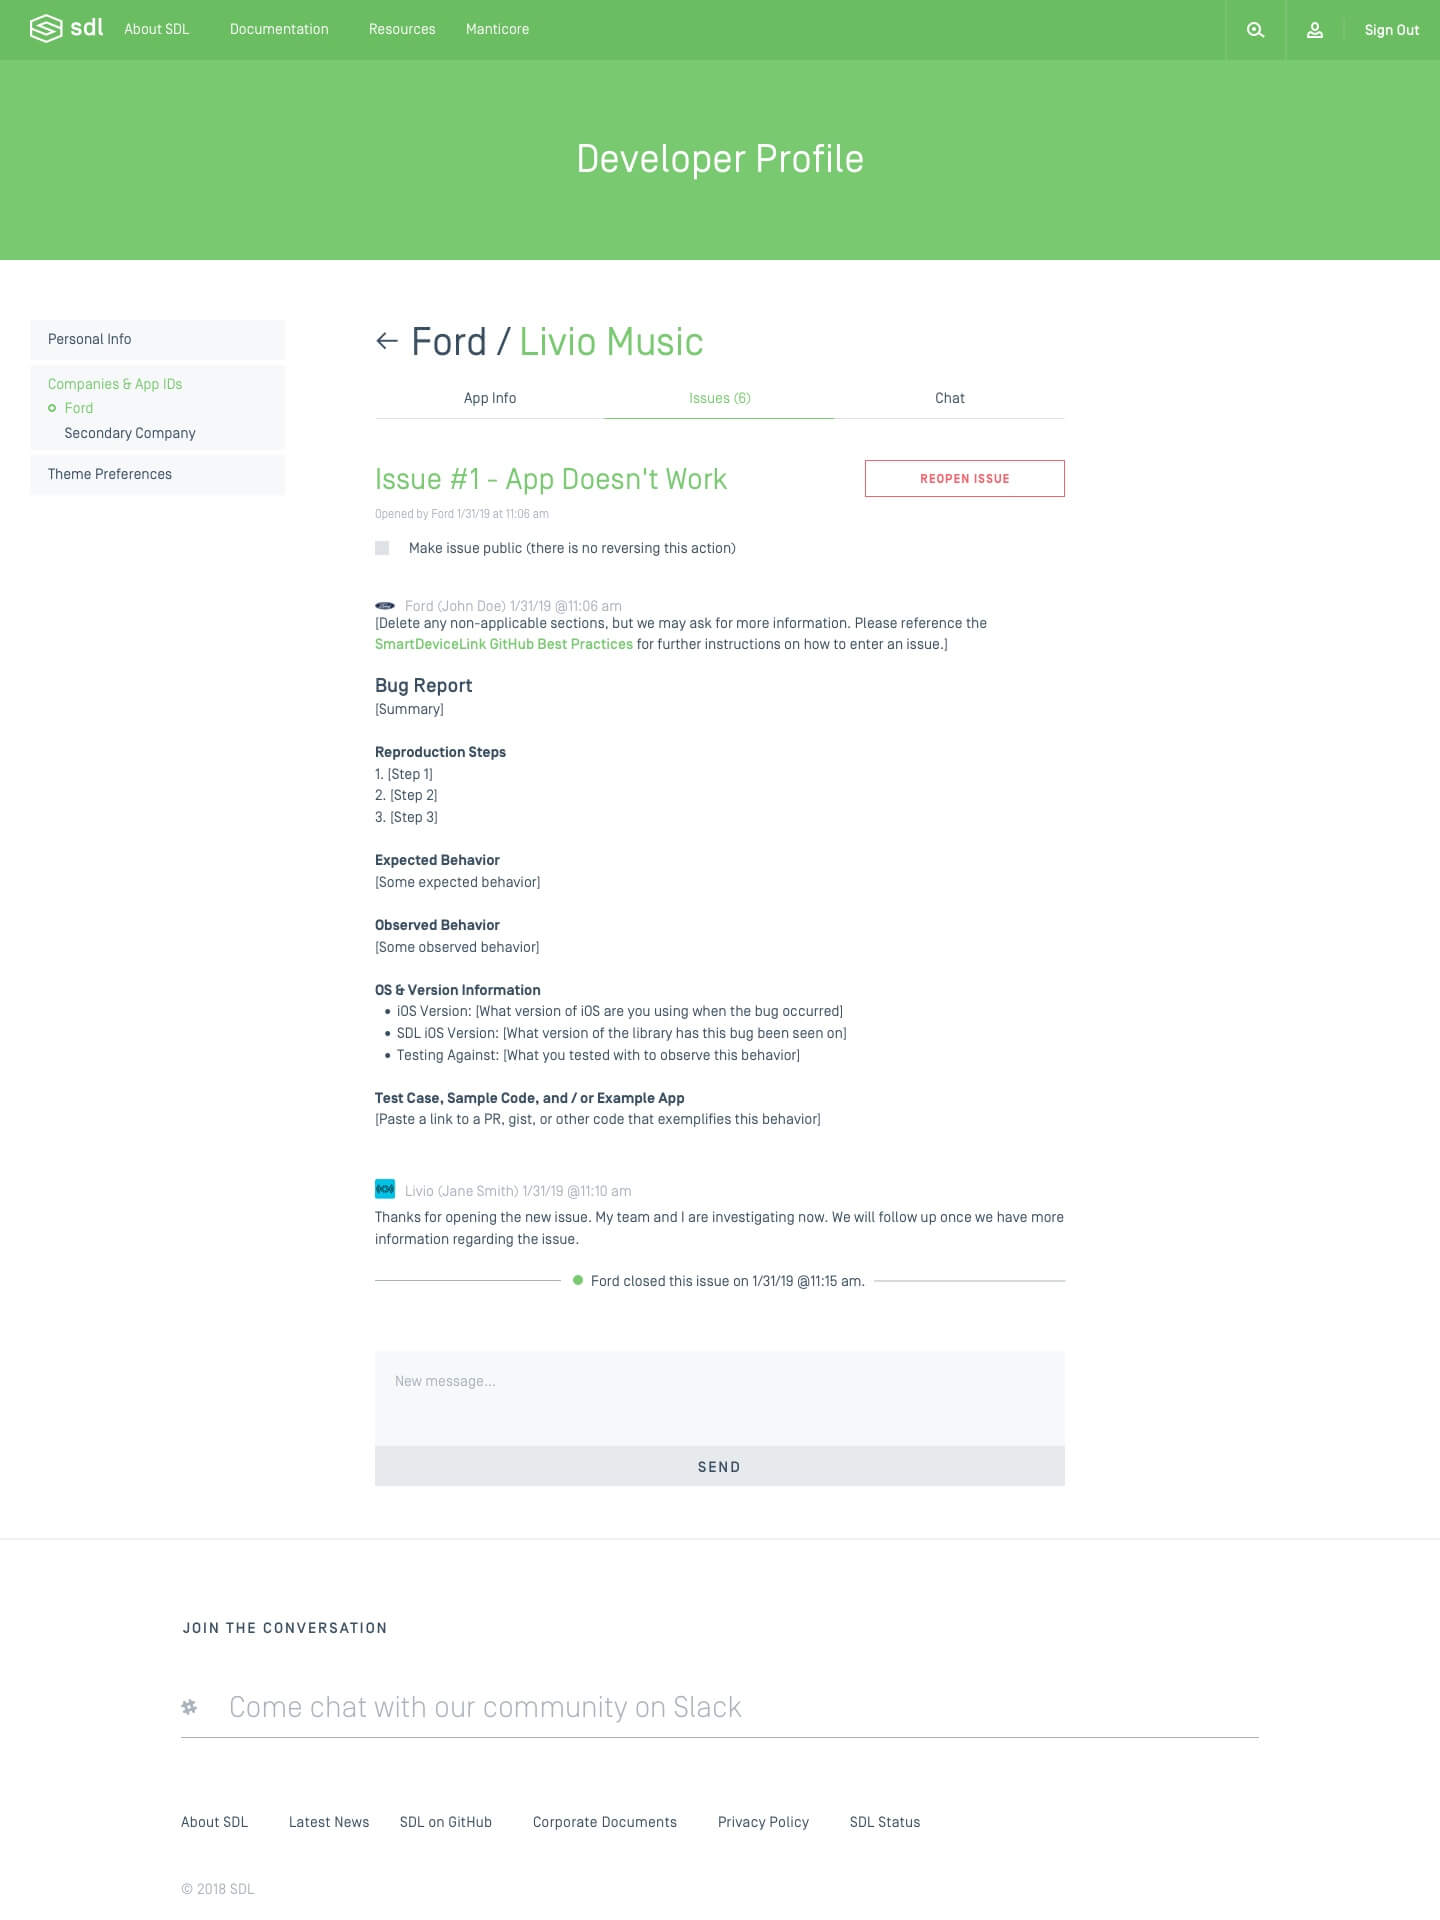 sdl About SDL Documentation Resources Manticore Sign Out
Developer Profile
Personal Info
Companies & App IDs
Ford
Secondary Company
Theme Preferences
Ford / Livio Music
App Info Issues (6) Chat
Issue #1 - App Doesn't Work REOPEN ISSUE
Opened by Ford 1/31/19 at 11:06 am
Make issue public (there is no reversing this action)
Ford (John Doe) 1/31/19 @11:06 am
[Delete any non-applicable sections, but we may ask for more information. Please reference the
SmartDeviceLink GitHub Best Practices for further instructions on how to enter an issue.]
Bug Report
[Summary]
Reproduction Steps
1. [Step 1]
2. [Step 2]
3. [Step 3]
Expected Behavior
[Some expected behavior]
Observed Behavior
[Some observed behavior]
OS & Version Information
• iOS Version: [What version of iOS are you using when the bug occurred]
• SDL iOS Version: [What version of the library has this bug been seen on]
• Testing Against: [What you tested with to observe this behavior]
Test Case, Sample Code, and / or Example App
[Paste a link to a PR, gist, or other code that exemplifies this behavior]
Livio (Jane Smith) 1/31/19 @11:10 am
Thanks for opening the new issue. My team and I are investigating now. We will follow up once we have more
information regarding the issue.
Ford closed this issue on 1/31/19 @11:15 am.
New message...
SEND
JOIN THE CONVERSATION
Come chat with our community on Slack
About SDL Latest News SDL on GitHub Corporate Documents Privacy Policy SDL Status
© 2018 SDL